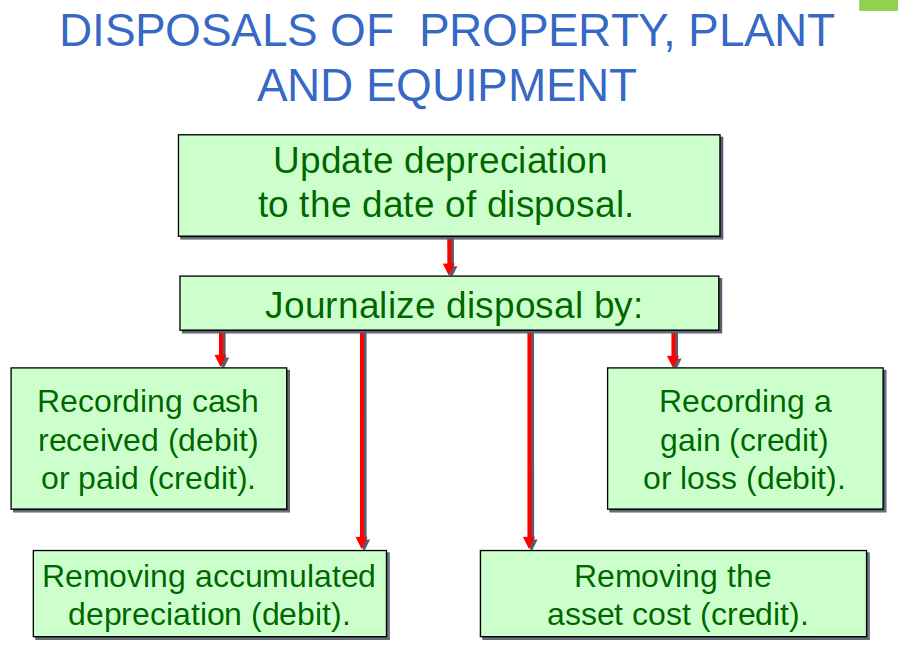 DISPOSALS OF  PROPERTY, PLANT
AND EQUIPMENT
Update depreciation
to the date of disposal.
Journalize disposal by:
Recording cash
received (debit)
or paid (credit).
Recording a
gain (credit)
or loss (debit).
Removing accumulated
depreciation (debit).
Removing the
asset cost (credit).